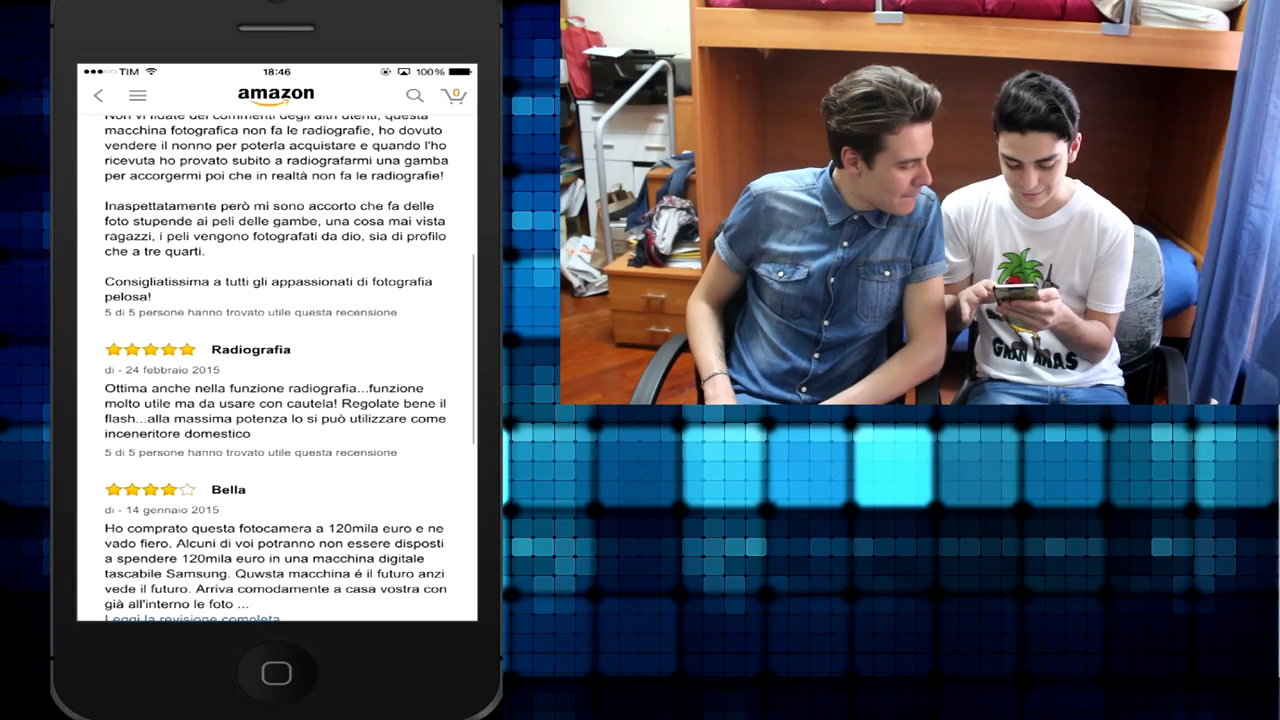 TIM
18:46
100%
amazon
0
Non vi fidate dei commenti degli altri utenti, questa
macchina fotografica non fa le radiografie, ho dovuto
vendere il nonno per poterla acquistare e quando l'ho
ricevuta ho provato subito a radiografarmi una gamba
per accorgermi poi che in realtà non fa le radiografie!
Inaspettatamente però mi sono accorto che fa delle
foto stupende ai peli delle gambe, una cosa mai vista
ragazzi, i peli vengono fotografati da dio, sia di profilo
che a tre quarti.
Consigliatissima a tutti gli appassionati di fotografia
pelosa!
5 di 5 persone hanno trovato utile questa recensione
Radiografia
di - 24 febbraio 2015
Ottima anche nella funzione radiografia...funzione
molto utile ma da usare con cautela! Regolate bene il
flash...alla massima potenza lo si può utilizzare come
inceneritore domestico
5 di 5 persone hanno trovato utile questa recensione
Bella
di - 14 gennaio 2015
Ho comprato questa fotocamera a 120mila euro e ne
vado fiero. Alcuni di voi potranno non essere disposti
a spendere 120mila euro in una macchina digitale
tascabile Samsung. Quwsta macchina é il futuro anzi
vede il futuro. Arriva comodamente a casa vostra con
già all'interno le foto ...
Leggi la revisione completa